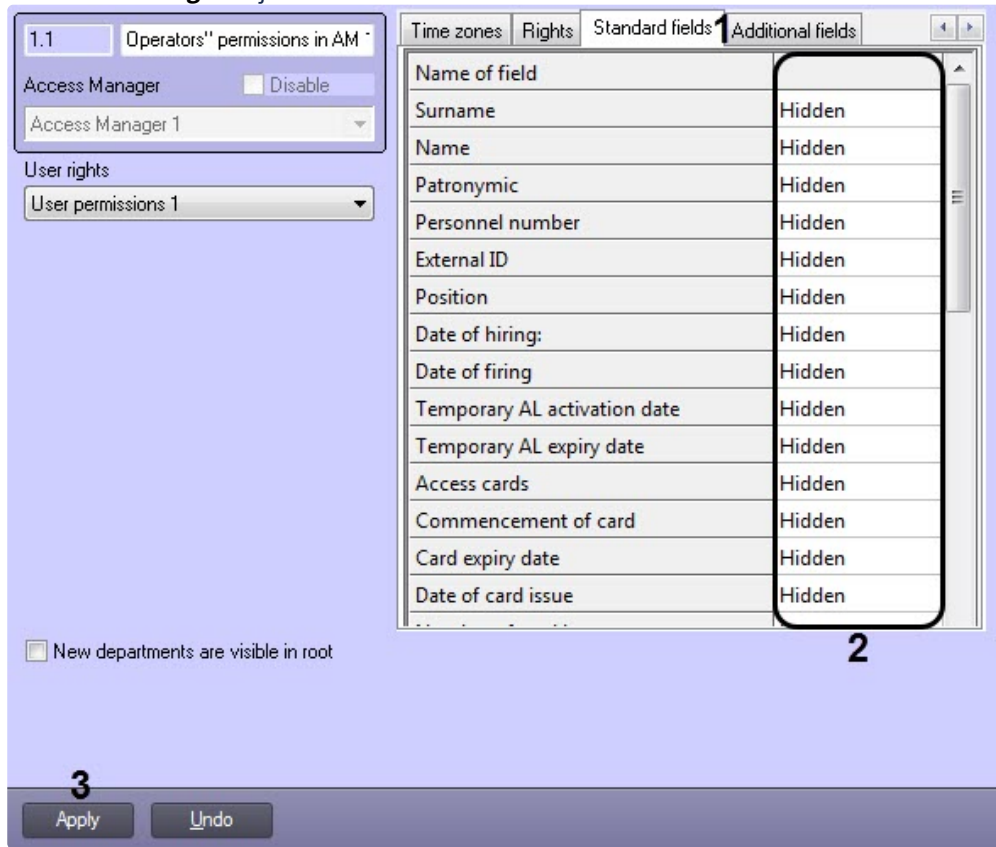 1.1 Operators" permissions in AM
Access Manager Disable
Access Manager 1
User rights
User permissions 1
Time zones Rights Standard fields 1 Additional fields
Name of field
Surname Hidden
Name Hidden
Patronymic Hidden
Personnel number Hidden
External ID Hidden
Position Hidden
Date of hiring: Hidden
Date of firing Hidden
Temporary AL activation date Hidden
Temporary AL expiry date Hidden
Access cards Hidden
Commencement of card Hidden
Card expiry date Hidden
Date of card issue Hidden
2
New departments are visible in root
3
Apply Undo